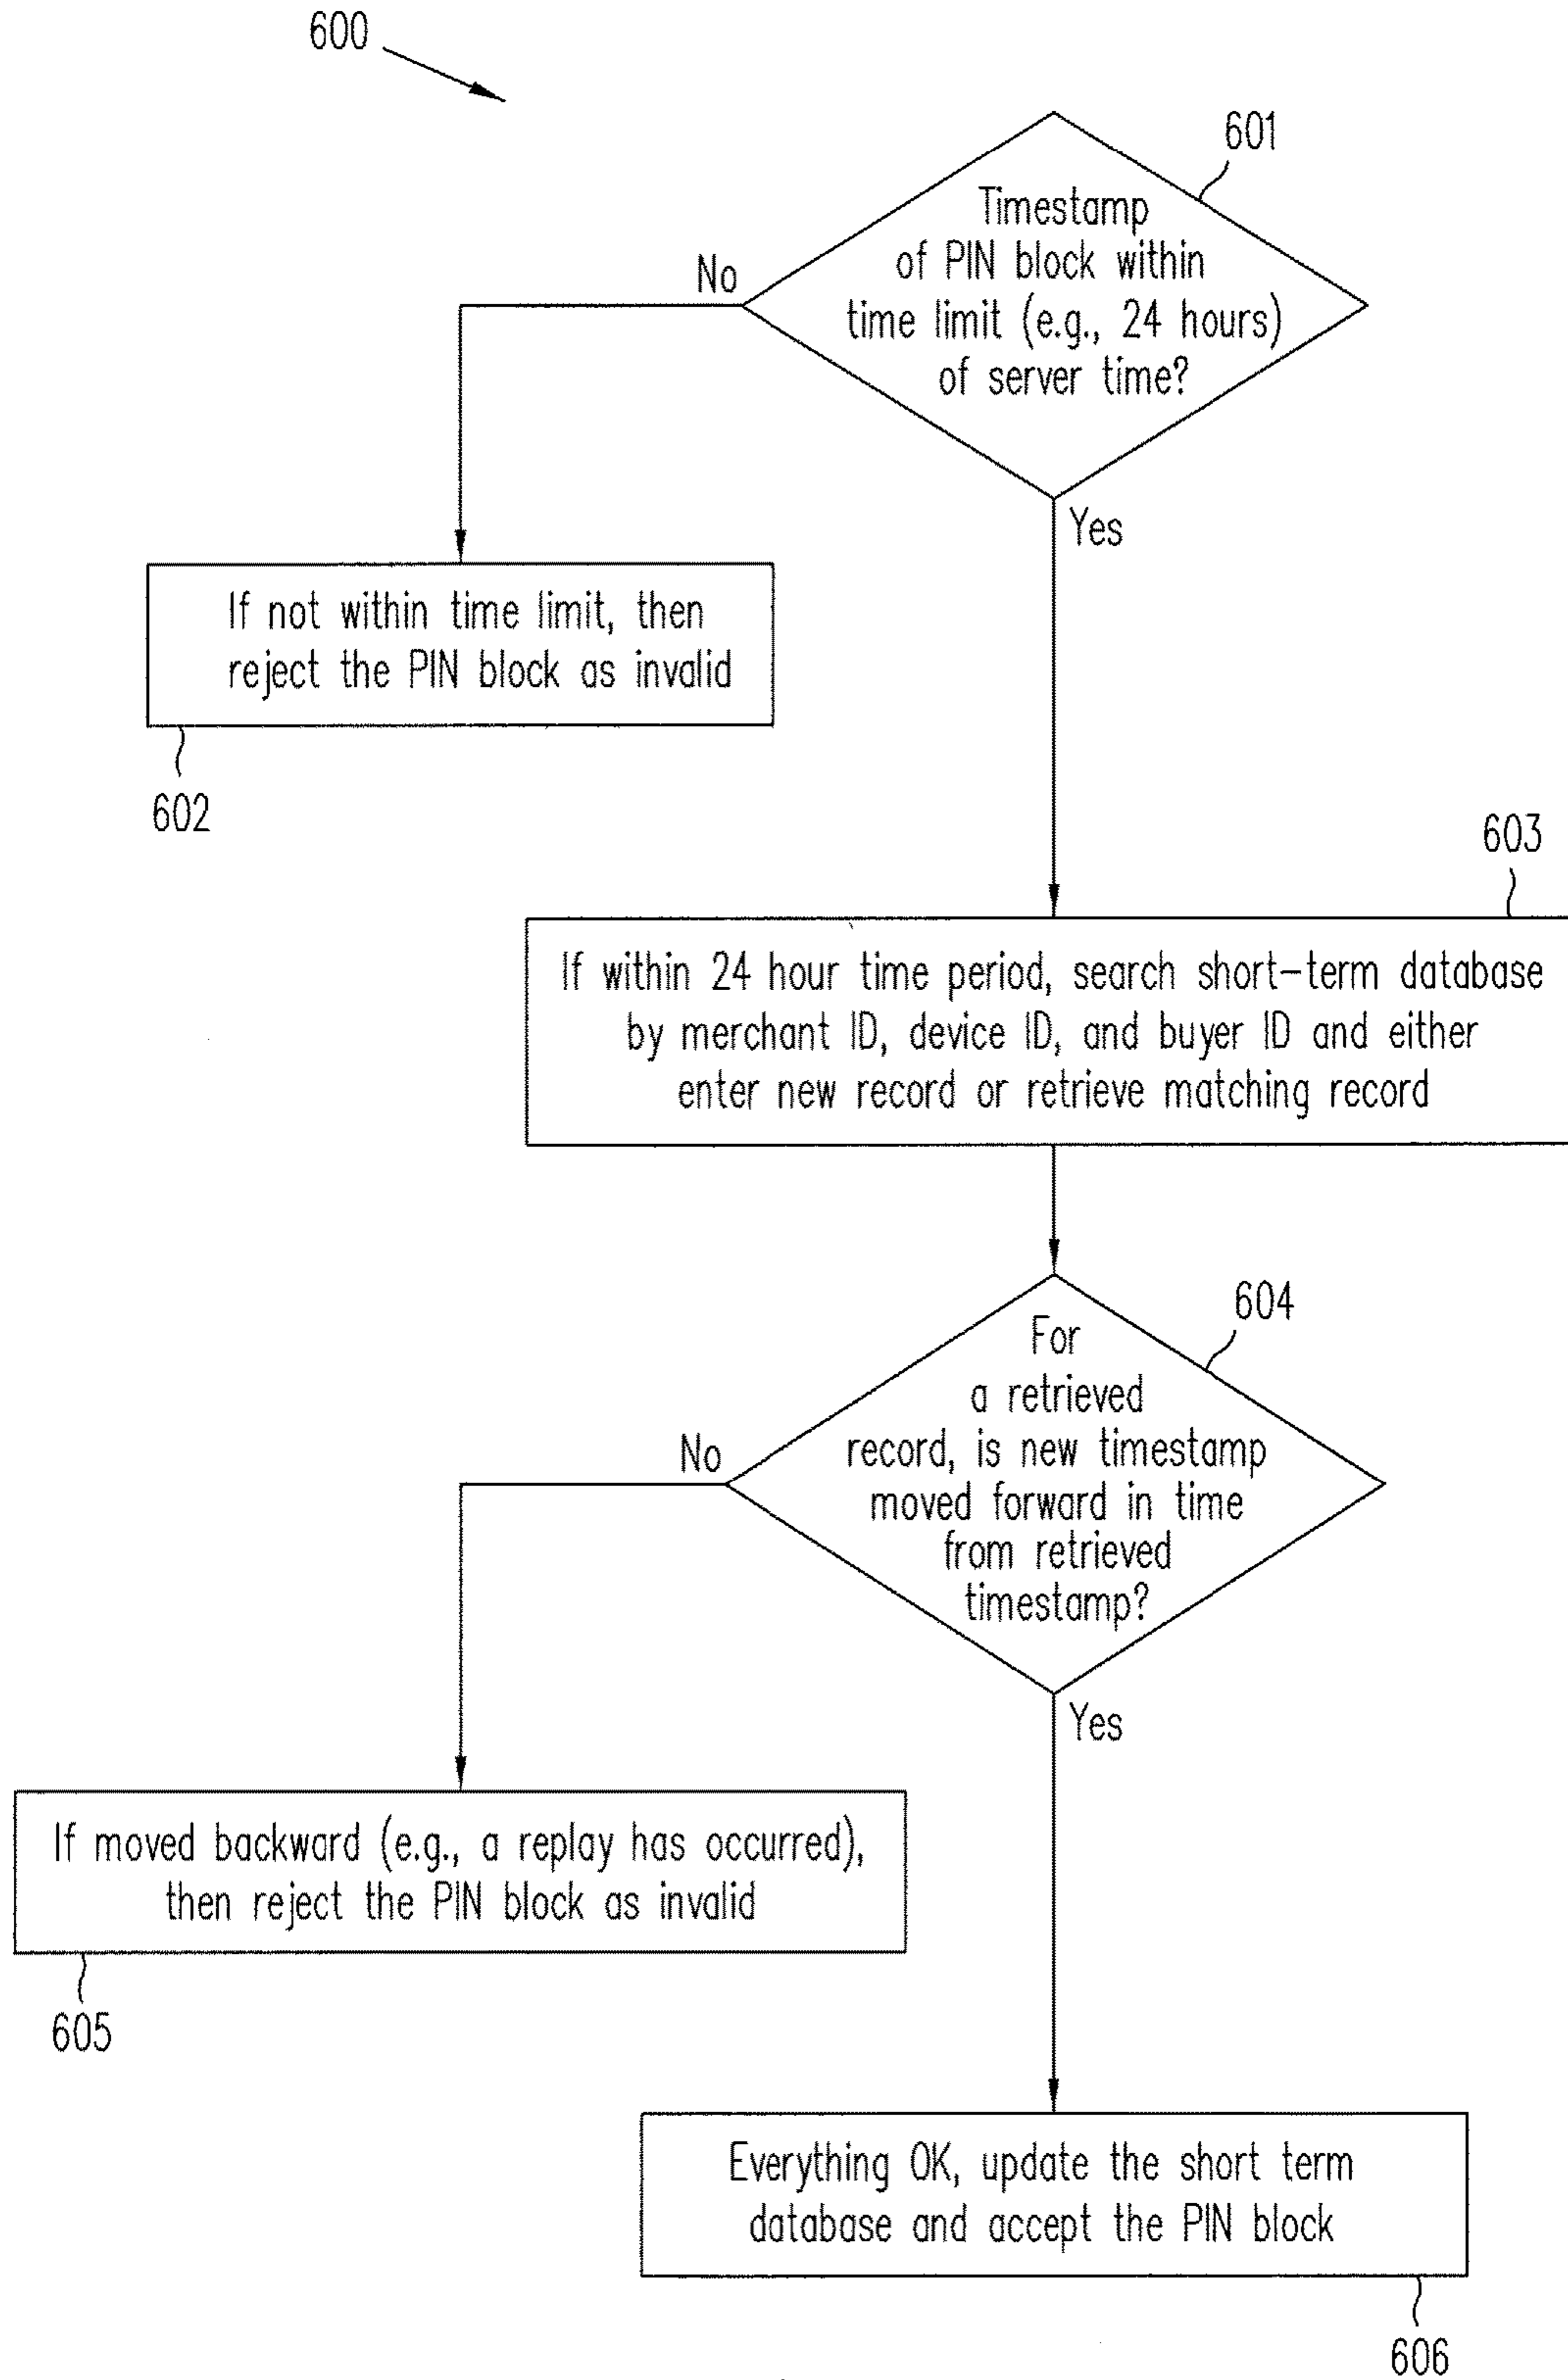 600
601
Timestamp
of PIN block within
time limit (e.g., 24 hours)
of server time?
No
Yes
If not within time limit, then
reject the PIN block as invalid
602
603
If within 24 hour time period, search short-term database
by merchant ID, device ID, and buyer ID and either
enter new record or retrieve matching record
604
For
a retrieved
record, is new timestamp
moved forward in time
from retrieved
timestamp?
No
Yes
If moved backward (e.g., a replay has occurred),
then reject the PIN block as invalid
605
Everything OK, update the short term
database and accept the PIN block
606